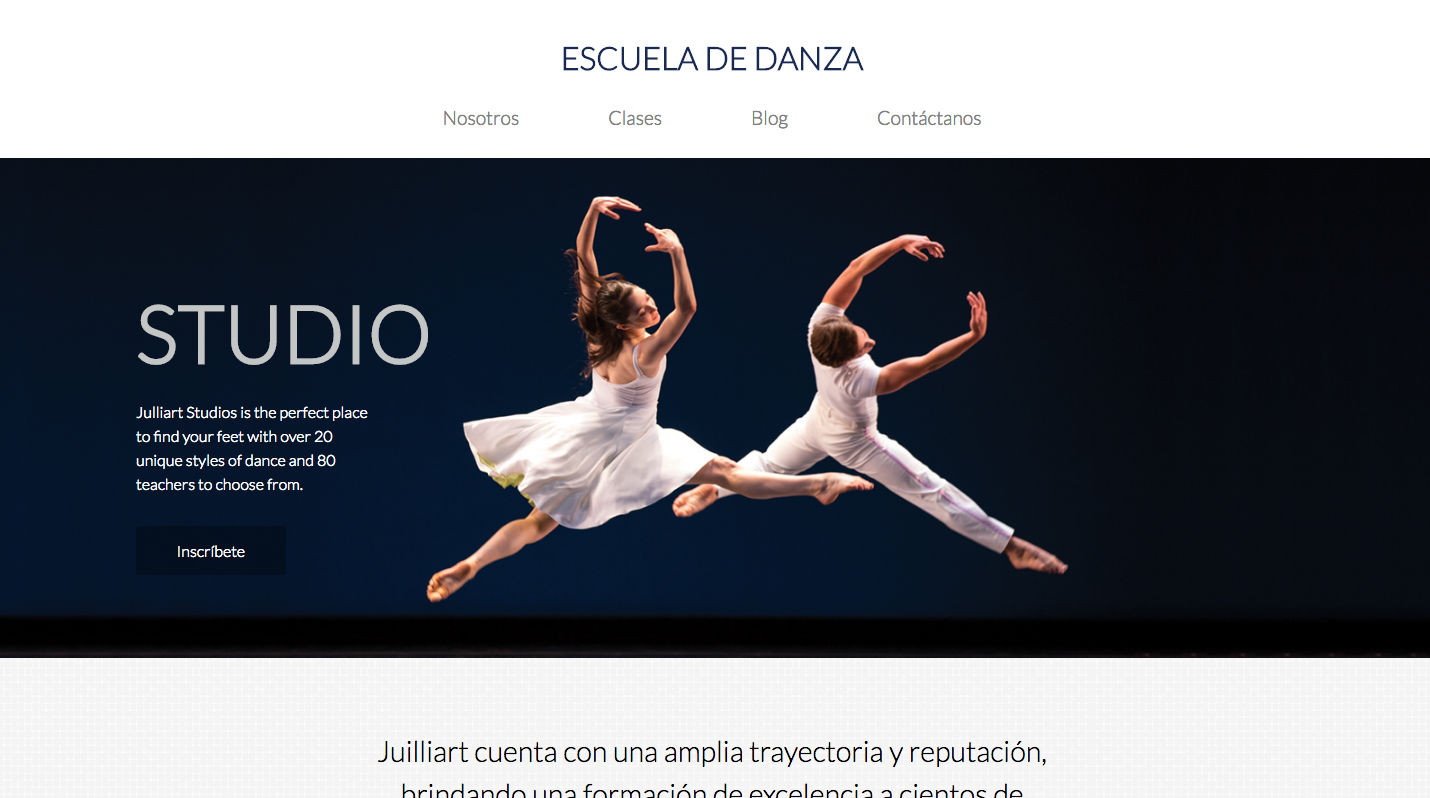 ESCUELA DE DANZA
Nosotros Clases Blog Contáctanos
STUDIO
Julliart Studios is the perfect place
to find your feet with over 20
unique styles of dance and 80
teachers to choose from.
Inscríbete
Juilliart cuenta con una amplia trayectoria y reputación,
brindando una formación de excelencia a cientos de